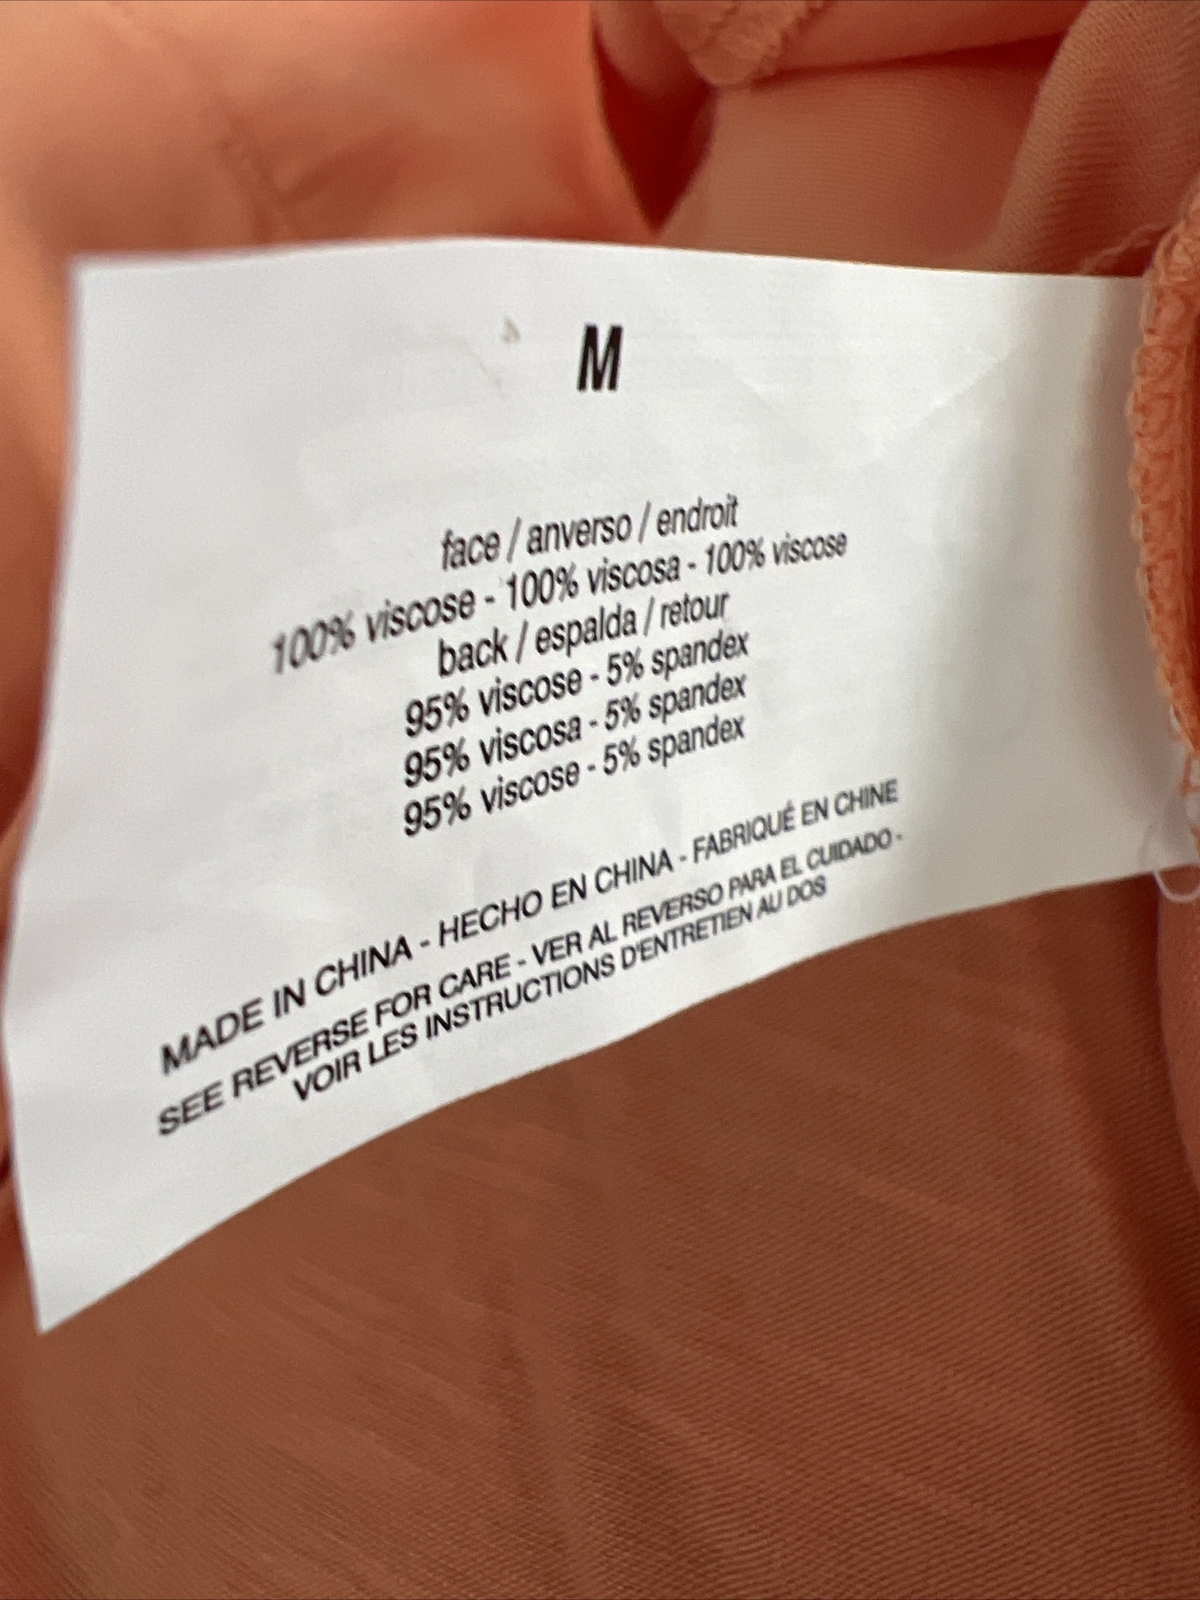 M
face / anverso / endroit
100% viscose - 100% viscosa - 100% viscose
back / espalda / retour
95% viscose - 5% spandex
95% viscosa - 5% spandex
95% viscose - 5% spandex
MADE IN CHINA - HECHO EN CHINA - FABRIQUÉ EN CHINE
SEE REVERSE FOR CARE - VER AL REVERSO PARA EL CUIDADO -
VOIR LES INSTRUCTIONS D'ENTRETIEN AU DOS